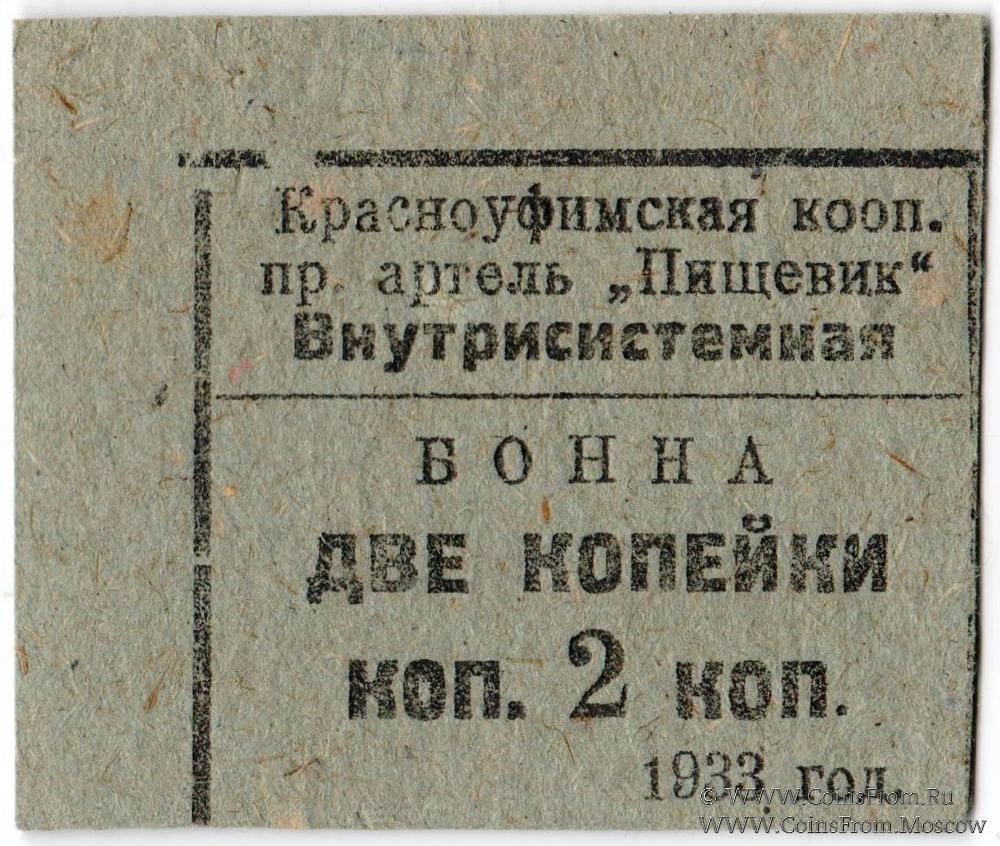 Красноуфимская кооп.
пр. артель „Пищевик“
Внутрисистемная
БОННА
ДВЕ КОПЕЙКИ
КОП. 2 КОП.
1933 год.
© WWW.CoinsFrom.Ru
WWW.CoinsFrom.Moscow